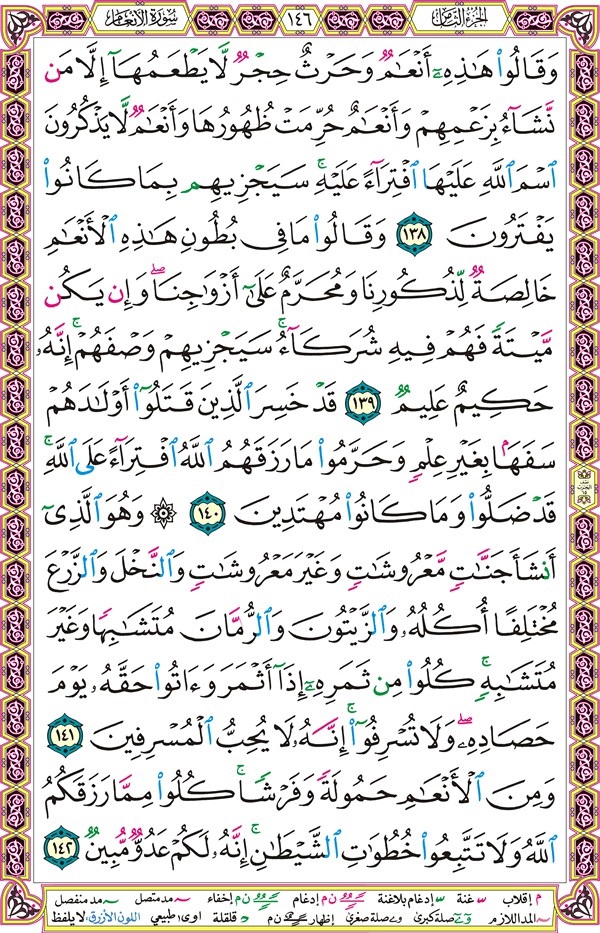 الجزء الثامن ١٤٦ سورة الأنعام
وَقَالُوا۟ هَـٰذِهِۦٓ أَنْعَـٰمٌ وَحَرْثٌ حِجْرٌ لَّا يَطْعَمُهَآ إِلَّا مَن
نَّشَآءُ بِزَعْمِهِمْ وَأَنْعَـٰمٌ حُرِّمَتْ ظُهُورُهَا وَأَنْعَـٰمٌ لَّا يَذْكُرُونَ
ٱسْمَ ٱللَّهِ عَلَيْهَا ٱفْتِرَآءً عَلَيْهِ ۚ سَيَجْزِيهِم بِمَا كَانُوا۟
يَفْتَرُونَ ١٣٨ وَقَالُوا۟ مَا فِى بُطُونِ هَـٰذِهِ ٱلْأَنْعَـٰمِ
خَالِصَةٌ لِّذُكُورِنَا وَمُحَرَّمٌ عَلَىٰٓ أَزْوَٰجِنَا ۖ وَإِن يَكُن
مَّيْتَةً فَهُمْ فِيهِ شُرَكَآءُ ۚ سَيَجْزِيهِمْ وَصْفَهُمْ ۚ إِنَّهُۥ
حَكِيمٌ عَلِيمٌ ١٣٩ قَدْ خَسِرَ ٱلَّذِينَ قَتَلُوٓا۟ أَوْلَـٰدَهُمْ
سَفَهًۢا بِغَيْرِ عِلْمٍ وَحَرَّمُوا۟ مَا رَزَقَهُمُ ٱللَّهُ ٱفْتِرَآءً عَلَى ٱللَّهِ ۚ
قَدْ ضَلُّوا۟ وَمَا كَانُوا۟ مُهْتَدِينَ ١٤٠ ۞ وَهُوَ ٱلَّذِىٓ
أَنشَأَ جَنَّـٰتٍ مَّعْرُوشَـٰتٍ وَغَيْرَ مَعْرُوشَـٰتٍ وَٱلنَّخْلَ وَٱلزَّرْعَ
مُخْتَلِفًا أُكُلُهُۥ وَٱلزَّيْتُونَ وَٱلرُّمَّانَ مُتَشَـٰبِهًا وَغَيْرَ
مُتَشَـٰبِهٍ ۚ كُلُوا۟ مِن ثَمَرِهِۦٓ إِذَآ أَثْمَرَ وَءَاتُوا۟ حَقَّهُۥ يَوْمَ
حَصَادِهِۦ ۖ وَلَا تُسْرِفُوٓا۟ ۚ إِنَّهُۥ لَا يُحِبُّ ٱلْمُسْرِفِينَ ١٤١
وَمِنَ ٱلْأَنْعَـٰمِ حَمُولَةً وَفَرْشًا ۚ كُلُوا۟ مِمَّا رَزَقَكُمُ
ٱللَّهُ وَلَا تَتَّبِعُوا۟ خُطُوَٰتِ ٱلشَّيْطَـٰنِ ۚ إِنَّهُۥ لَكُمْ عَدُوٌّ مُّبِينٌ ١٤٢
م إقلاب غنة إدغام بلاغنة ن م إدغام ن م إخفاء مد متصل مد منفصل
المد اللازم صلة كبرى صلة صغرى إظهار ن م قلقلة اوى: طبيعي اللون الأزرق: لا يلفظ